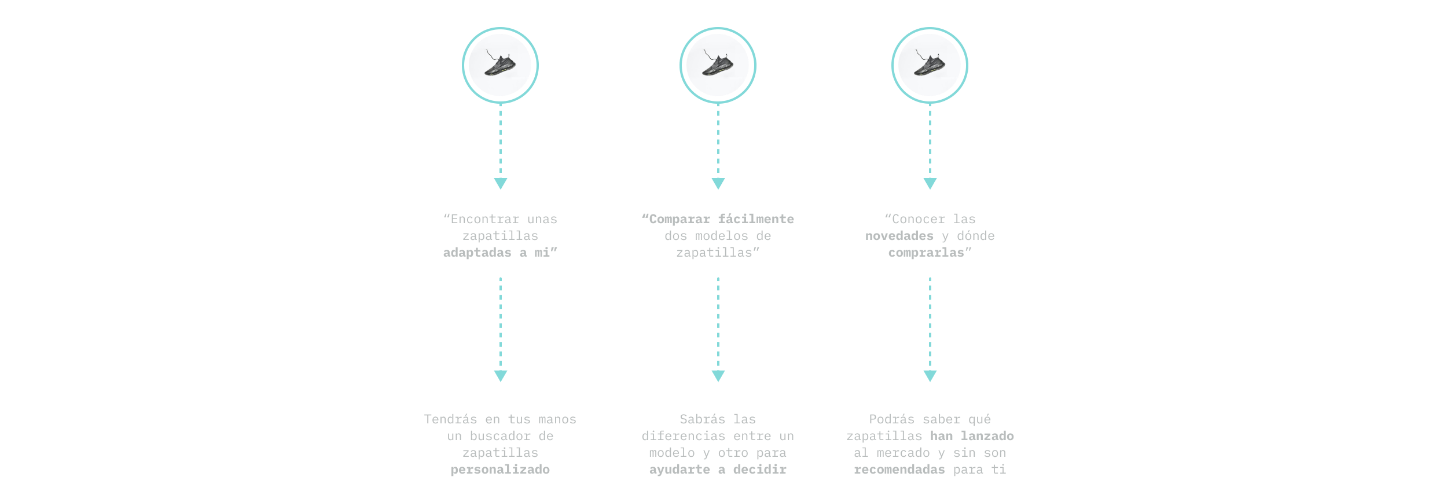 “Encontrar unas
zapatillas
adaptadas a mi”
“Comparar fácilmente
dos modelos de
zapatillas”
“Conocer las
novedades y dónde
comprarlas”
Tendrás en tus manos
un buscador de
zapatillas
personalizado
Sabrás las
diferencias entre un
modelo y otro para
ayudarte a decidir
Podrás saber qué
zapatillas han lanzado
al mercado y sin son
recomendadas para ti